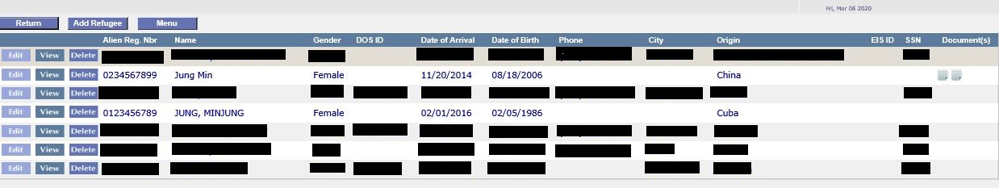 Fri, Mar 06 2020
Return Add Refugee Menu
Alien Reg. Nbr Name Gender DOS ID Date of Arrival Date of Birth Phone City Origin EIS ID SSN Document(s)
Edit View Delete
Edit View Delete 0234567899 Jung Min Female 11/20/2014 08/18/2006 China
Edit View Delete
Edit View Delete 0123456789 JUNG, MINJUNG Female 02/01/2016 02/05/1986 Cuba
Edit View Delete
Edit View Delete
Edit View Delete